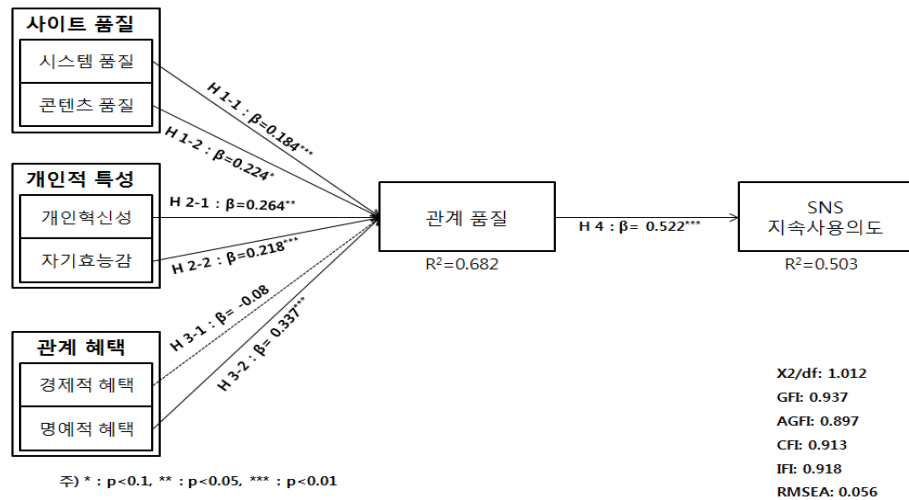 사이트 품질
시스템 품질
콘텐츠 품질
H 1-1 : β=0.184***
H 1-2 : β=0.224*
개인적 특성
개인혁신성
자기효능감
H 2-1 : β=0.264**
H 2-2 : β=0.218***
관계 혜택
경제적 혜택
명예적 혜택
H 3-1 : β= -0.08
H 3-2 : β= 0.337***
관계 품질
R²=0.682
H 4 : β= 0.522***
SNS
지속사용의도
R²=0.503
X2/df: 1.012
GFI: 0.937
AGFI: 0.897
CFI: 0.913
IFI: 0.918
RMSEA: 0.056
주) * : p<0.1, ** : p<0.05, *** : p<0.01